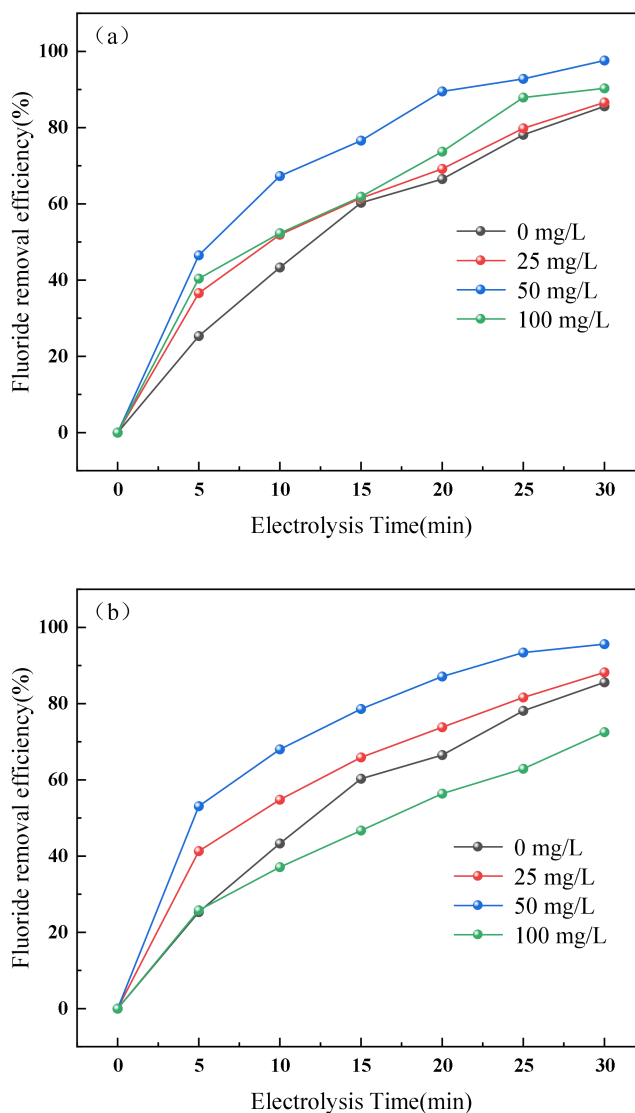 (a)
100
80
60
40
20
0
Fluoride removal efficiency(%)
0 mg/L
25 mg/L
50 mg/L
100 mg/L
0 5 10 15 20 25 30
Electrolysis Time(min)
(b)
100
80
60
40
20
0
Fluoride removal efficiency(%)
0 mg/L
25 mg/L
50 mg/L
100 mg/L
0 5 10 15 20 25 30
Electrolysis Time(min)